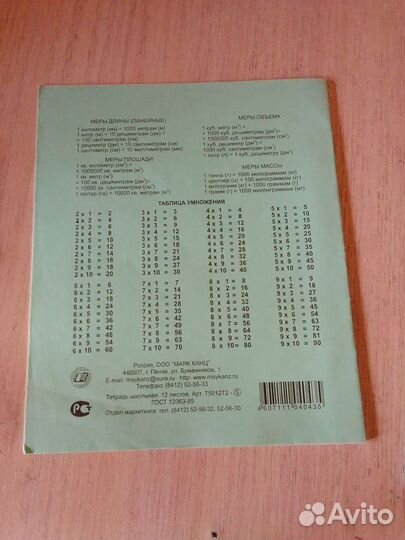 МЕРЫ ДЛИНЫ (ЛИНЕЙНЫЕ)
1 километр (км) = 1000 метрам (м)
1 метр (м) = 10 дециметрам (дм) =
= 100 сантиметрам (см)
1 дециметр (дм) = 10 сантиметрам (см)
1 сантиметр (см) = 10 миллиметрам (мм)
МЕРЫ ОБЪЕМА
1 куб. метр (м³) =
1000 куб. дециметрам (дм³) =
= 1000000 куб. сантиметрам (см³)
1 куб. дециметр (дм³) =
1000 куб. сантиметрам (см³)
1 литр (л) = 1 куб. дециметру (дм³)
МЕРЫ ПЛОЩАДИ
1 кв. километр (км²) =
= 1000000 кв. метрам (м²)
1 кв. метр (м²) =
= 100 кв. дециметрам (дм²)=
= 10000 кв. сантиметрам (см²)
1 гектар (га) = 10000 кв. метрам (м²)
МЕРЫ МАССЫ
1 тонна (т) = 1000 килограммам (кг)
1 центнер (ц) = 100 килограммам (кг)
1 килограмм (кг) = 1000 граммам (г)
1 грамм (г) = 1000 миллиграммам (мг)
ТАБЛИЦА УМНОЖЕНИЯ
2 x 1 = 2 3 x 1 = 3 4 x 1 = 4 5 x 1 = 5
2 x 2 = 4 3 x 2 = 6 4 x 2 = 8 5 x 2 = 10
2 x 3 = 6 3 x 3 = 9 4 x 3 = 12 5 x 3 = 15
2 x 4 = 8 3 x 4 = 12 4 x 4 = 16 5 x 4 = 20
2 x 5 = 10 3 x 5 = 15 4 x 5 = 20 5 x 5 = 25
2 x 6 = 12 3 x 6 = 18 4 x 6 = 24 5 x 6 = 30
2 x 7 = 14 3 x 7 = 21 4 x 7 = 28 5 x 7 = 35
2 x 8 = 16 3 x 8 = 24 4 x 8 = 32 5 x 8 = 40
2 x 9 = 18 3 x 9 = 27 4 x 9 = 36 5 x 9 = 45
2 x 10 = 20 3 x 10 = 30 4 x 10 = 40 5 x 10 = 50
6 x 1 = 6 7 x 1 = 7 8 x 1 = 8 9 x 1 = 9
6 x 2 = 12 7 x 2 = 14 8 x 2 = 16 9 x 2 = 18
6 x 3 = 18 7 x 3 = 21 8 x 3 = 24 9 x 3 = 27
6 x 4 = 24 7 x 4 = 28 8 x 4 = 32 9 x 4 = 36
6 x 5 = 30 7 x 5 = 35 8 x 5 = 40 9 x 5 = 45
6 x 6 = 36 7 x 6 = 42 8 x 6 = 48 9 x 6 = 54
6 x 7 = 42 7 x 7 = 49 8 x 7 = 56 9 x 7 = 63
6 x 8 = 48 7 x 8 = 56 8 x 8 = 64 9 x 8 = 72
6 x 9 = 54 7 x 9 = 63 8 x 9 = 72 9 x 9 = 81
6 x 10 = 60 7 x 10 = 70 8 x 10 = 80 9 x 10 = 90
Россия, ООО "МАЯК КАНЦ"
440007, г. Пенза, ул. Бумажников, 1
E-mail: maykanz@sura.ru, http://www.maykanz.ru
Телефакс (8412) 52-56-33
Тетрадь школьная. 12 листов. Арт. Т5012Т2 - 5
ГОСТ 12063-89
Отдел маркетинга: тел. (8412) 52-56-32, 52-56-30
4 607111 040435
РС
Avito